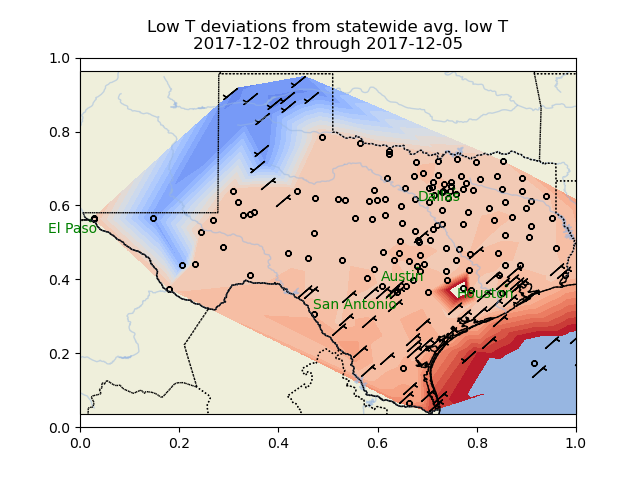 Low T deviations from statewide avg. low T
2017-12-02 through 2017-12-05
1.0
0.8
0.6
0.4
0.2
0.0
Dallas
El Paso
Austin
Houston
San Antonio
0.0 0.2 0.4 0.6 0.8 1.0